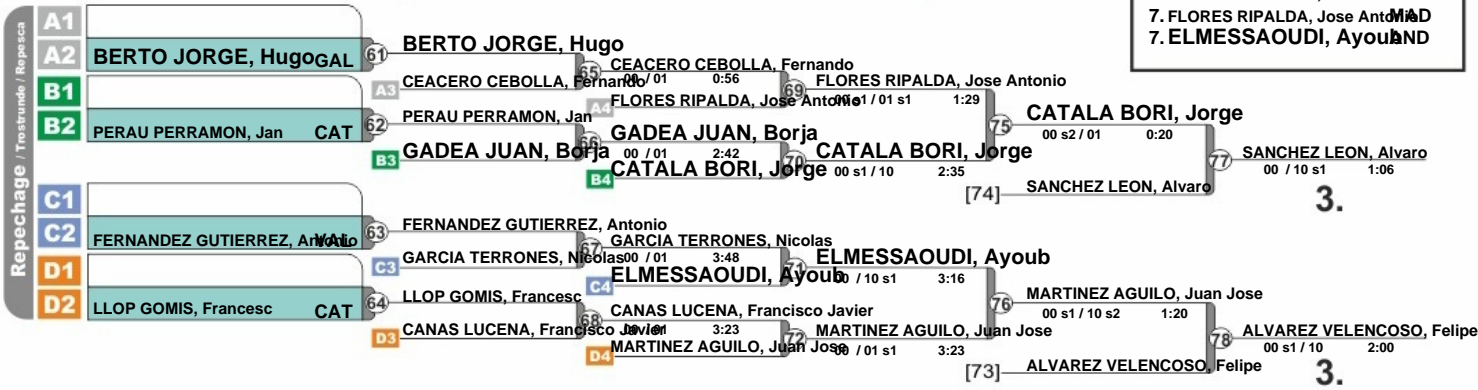 7. FLORES RIPALDA, Jose Antonio MAD
7. ELMESSAOUDI, Ayoub AND
Repechage / Trostrunde / Repesca
A1
A2 BERTO JORGE, Hugo GAL
B1
B2 PERAU PERRAMON, Jan CAT
C1
C2 FERNANDEZ GUTIERREZ, Antonio VAL
D1
D2 LLOP GOMIS, Francesc CAT
61 BERTO JORGE, Hugo
A3 CEACERO CEBOLLA, Fernando
62 PERAU PERRAMON, Jan
B3 GADEA JUAN, Borja
63 FERNANDEZ GUTIERREZ, Antonio
C3 GARCIA TERRONES, Nicolas
64 LLOP GOMIS, Francesc
D3 CANAS LUCENA, Francisco Javier
65 CEACERO CEBOLLA, Fernando
00 / 01 0:56
A4 FLORES RIPALDA, Jose Antonio
66 GADEA JUAN, Borja
00 / 01 2:42
B4 CATALA BORI, Jorge
67 GARCIA TERRONES, Nicolas
00 / 01 3:48
C4 ELMESSAOUDI, Ayoub
68 CANAS LUCENA, Francisco Javier
00 / 01 3:23
D4 MARTINEZ AGUILO, Juan Jose
69 FLORES RIPALDA, Jose Antonio
00 s1 / 01 s1 1:29
70 CATALA BORI, Jorge
00 s1 / 10 2:35
71 ELMESSAOUDI, Ayoub
00 / 10 s1 3:16
72 MARTINEZ AGUILO, Juan Jose
00 / 01 s1 3:23
75 CATALA BORI, Jorge
00 s2 / 01 0:20
[74] SANCHEZ LEON, Alvaro
76 MARTINEZ AGUILO, Juan Jose
00 s1 / 10 s2 1:20
[73] ALVAREZ VELENCOSO, Felipe
77 SANCHEZ LEON, Alvaro
00 / 10 s1 1:06
3.
78 ALVAREZ VELENCOSO, Felipe
00 s1 / 10 2:00
3.